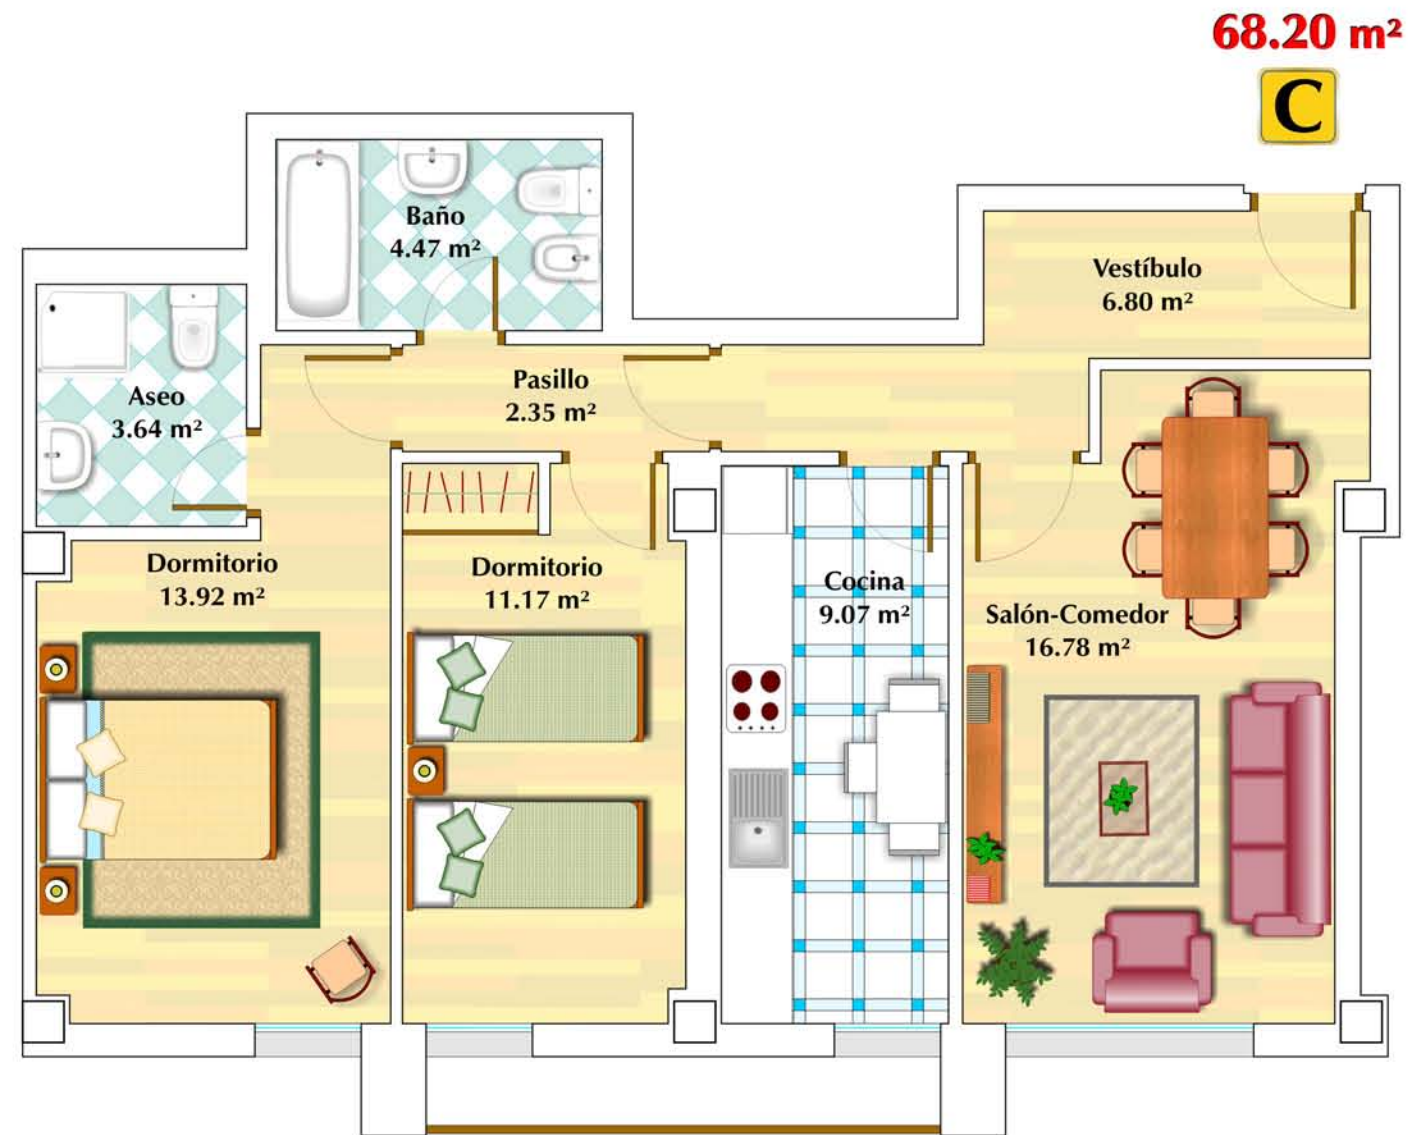 68.20 m²
C
Baño
4.47 m²
Vestíbulo
6.80 m²
Pasillo
2.35 m²
Aseo
3.64 m²
Dormitorio
13.92 m²
Dormitorio
11.17 m²
Cocina
9.07 m²
Salón-Comedor
16.78 m²